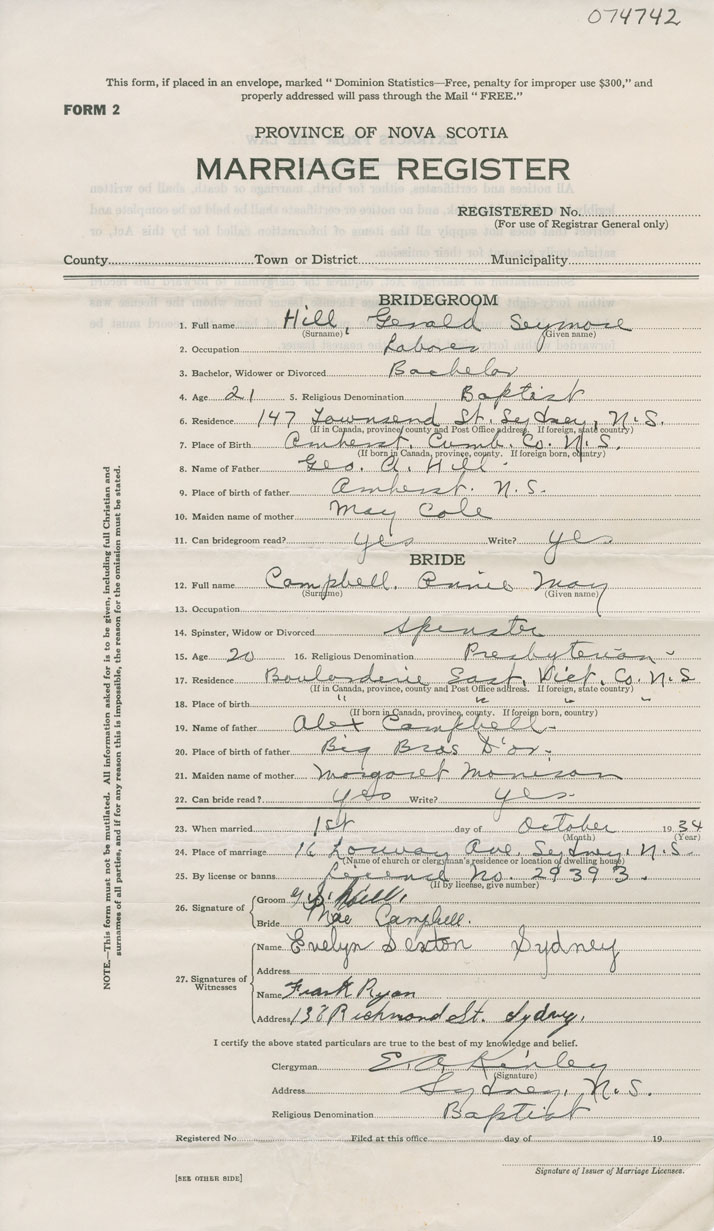 074742
This form, if placed in an envelope, marked " Dominion Statistics—Free, penalty for improper use $300," and
properly addressed will pass through the Mail " FREE."
FORM 2
PROVINCE OF NOVA SCOTIA
MARRIAGE REGISTER
REGISTERED No.
(For use of Registrar General only)
County Town or District Municipality
BRIDEGROOM
1. Full name Hill, Gerald Seymore
(Surname) (Given name)
2. Occupation Laborer
3. Bachelor, Widower or Divorced Bachelor
4. Age 21 5. Religious Denomination Baptist
6. Residence 147 Townsend St. Sydney, N.S.
(If in Canada, province, county and Post Office address. If foreign, state country)
7. Place of Birth Amherst, Cumb. Co. N.S.
(If born in Canada, province, county. If foreign born, country)
8. Name of Father Geo. A. Hill
9. Place of birth of father Amherst. N.S.
10. Maiden name of mother May Cole
11. Can bridegroom read? yes Write? yes
BRIDE
12. Full name Campbell, Annie May
(Surname) (Given name)
13. Occupation
14. Spinster, Widow or Divorced Spinster
15. Age 20 16. Religious Denomination Presbyterian
17. Residence Boularderie East, Vict. Co. N.S
(If in Canada, province, county and Post Office address. If foreign, state country)
18. Place of birth " " " "
(If born in Canada, province, county. If foreign born, country)
19. Name of father Alex Campbell
20. Place of birth of father Big Bras D'or
21. Maiden name of mother Margaret Morrison
22. Can bride read? yes Write? yes
23. When married 1st day of October 1934
(Month) (Year)
24. Place of marriage 16 Ave, Sydney, N.S.
(Name of church or clergyman's residence or location of dwelling house)
25. By license or banns License No. 29393.
(If by license, give number)
26. Signature of Groom Hill,
Bride Mae Campbell.
27. Signatures of Witnesses
Name Evelyn Sexton Sydney
Address
Name Frank Ryan
Address 137 Richmond St. Sydney.
I certify the above stated particulars are true to the best of my knowledge and belief.
Clergyman E. A. Kinley
(Signature)
Address Sydney, N.S.
Religious Denomination Baptist
Registered No. Filed at this office day of 19
Signature of Issuer of Marriage Licenses.
[SEE OTHER SIDE]
NOTE.—This form must not be mutilated. All information asked for is to be given, including full Christian and
surnames of all parties, and if for any reason this is impossible, the reason for the omission must be stated.